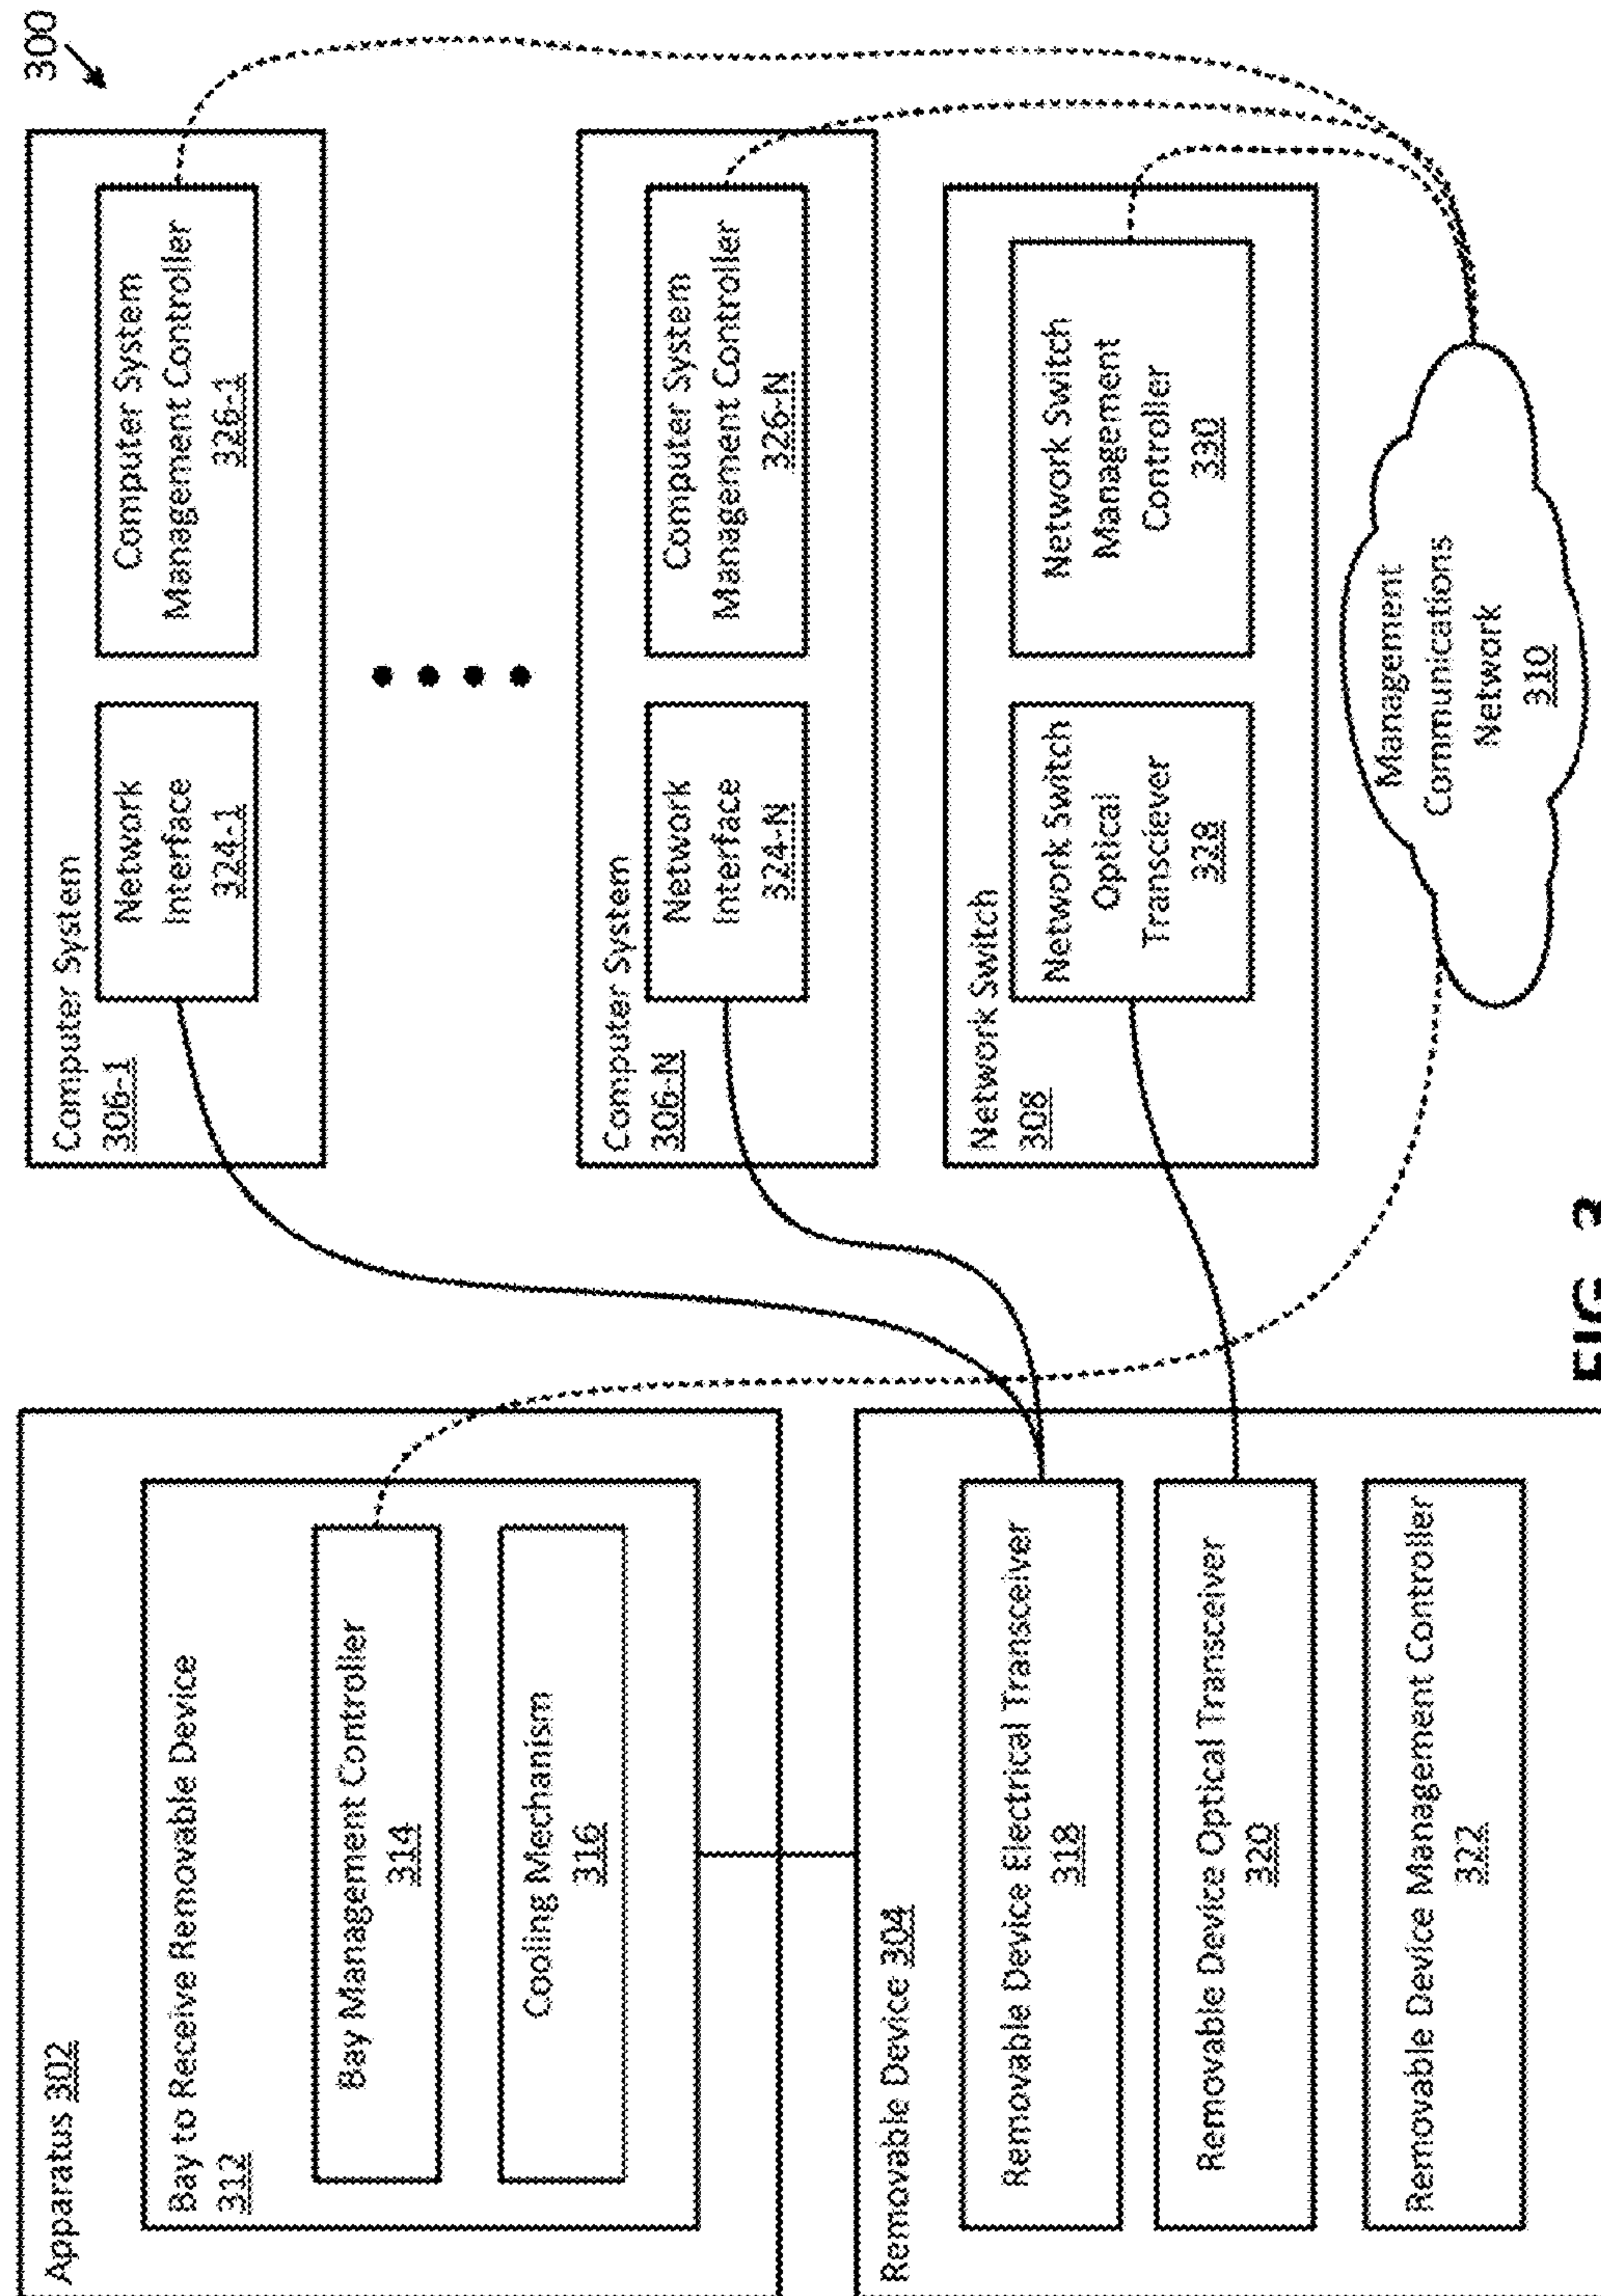 300
Apparatus 302
Bay to Receive Removable Device
312
Bay Management Controller
314
Cooling Mechanism
316
Removable Device 304
Removable Device Electrical Transceiver
318
Removable Device Optical Transceiver
320
Removable Device Management Controller
322
Computer System
306-1
Network
Interface
324-1
Computer System
Management Controller
326-1
Computer System
306-N
Network
Interface
324-N
Computer System
Management Controller
326-N
Network Switch
308
Network Switch
Optical
Transciever
328
Network Switch
Management
Controller
330
Management
Communications
Network
310
FIG. 3